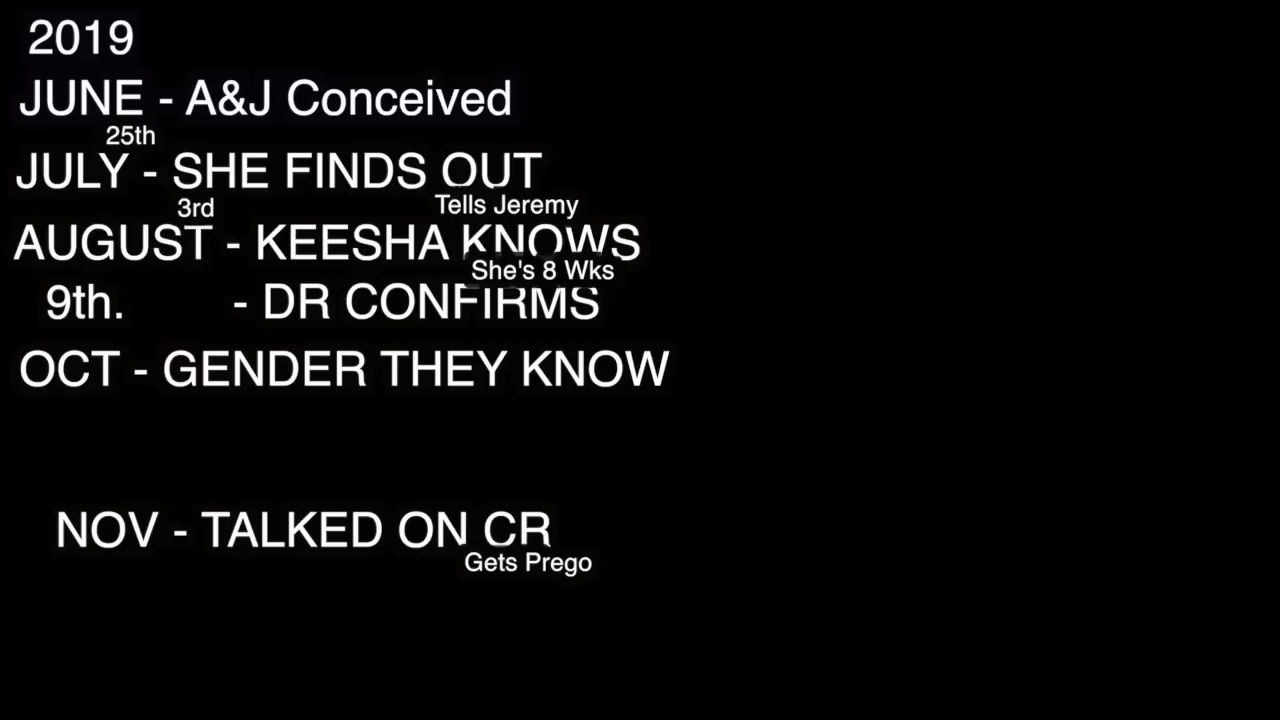 2019
JUNE - A&J Conceived
25th
JULY - SHE FINDS OUT
3rd
Tells Jeremy
AUGUST - KEESHA KNOWS
She's 8 Wks
9th. - DR CONFIRMS
OCT - GENDER THEY KNOW
NOV - TALKED ON CR
Gets Prego